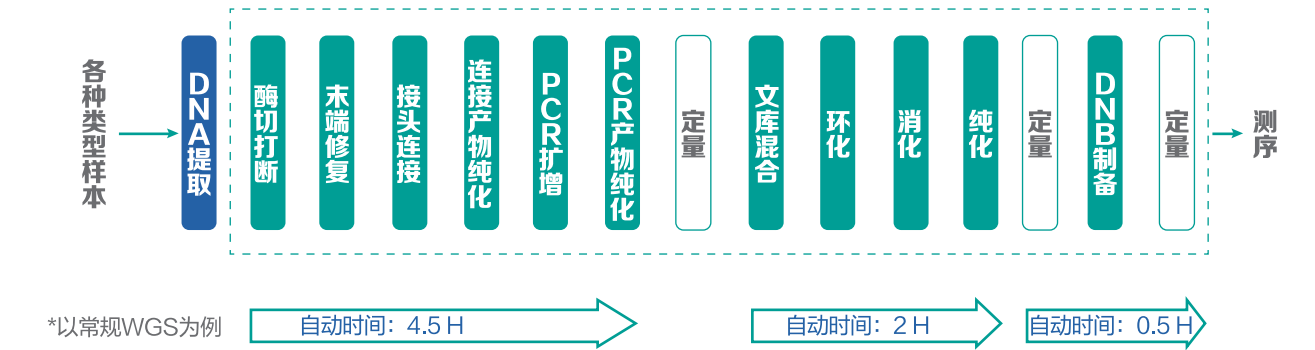 各种类型样本
DNA提取
酶切打断
末端修复
接头连接
连接产物纯化
PCR扩增
PCR产物纯化
定量
文库混合
环化
消化
纯化
定量
DNB制备
定量
测序
*以常规WGS为例
自动时间：4.5 H
自动时间：2 H
自动时间：0.5 H